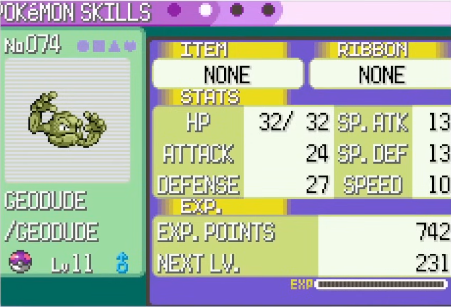 POKéMON SKILLS
No074
ITEM RIBBON
NONE NONE
STATS
HP 32/ 32 SP. ATK 13
ATTACK 24 SP. DEF 13
DEFENSE 27 SPEED 10
GEODUDE
/GEODUDE
Lv11 ♂
EXP.
EXP. POINTS 742
NEXT LV. 231
EXP